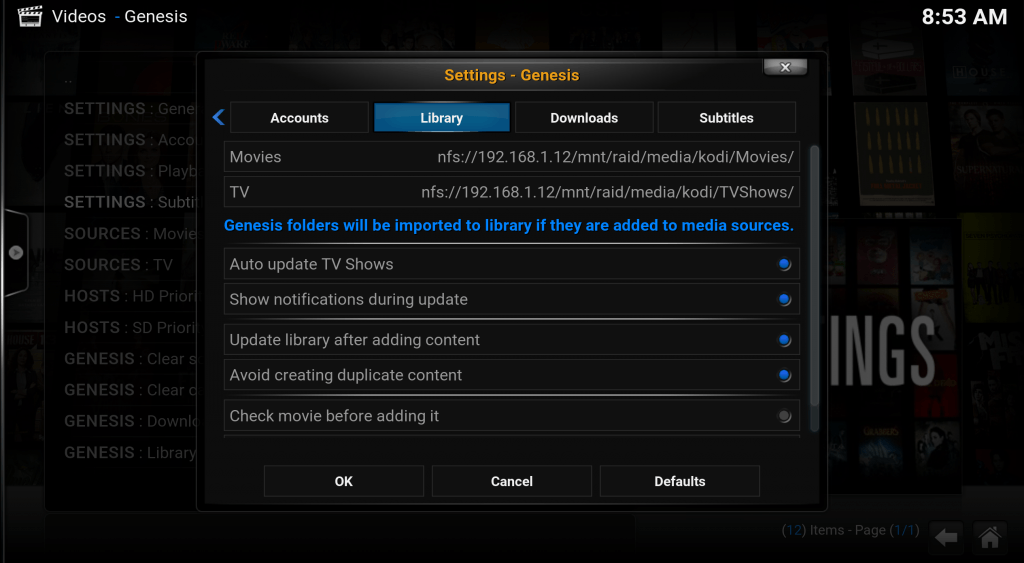 Videos - Genesis
8:53 AM
..
SETTINGS : Gene
SETTINGS : Acco
SETTINGS : Playb
SETTINGS : Subti
SOURCES : Movie
SOURCES : TV
HOSTS : HD Priori
HOSTS : SD Priori
GENESIS : Clear s
GENESIS : Clear c
GENESIS : Downlo
GENESIS : Library
Settings - Genesis
Accounts
Library
Downloads
Subtitles
Movies nfs://192.168.1.12/mnt/raid/media/kodi/Movies/
TV nfs://192.168.1.12/mnt/raid/media/kodi/TVShows/
Genesis folders will be imported to library if they are added to media sources.
Auto update TV Shows
Show notifications during update
Update library after adding content
Avoid creating duplicate content
Check movie before adding it
OK
Cancel
Defaults
INGS
HOUSE
(12) Items - Page (1/1)